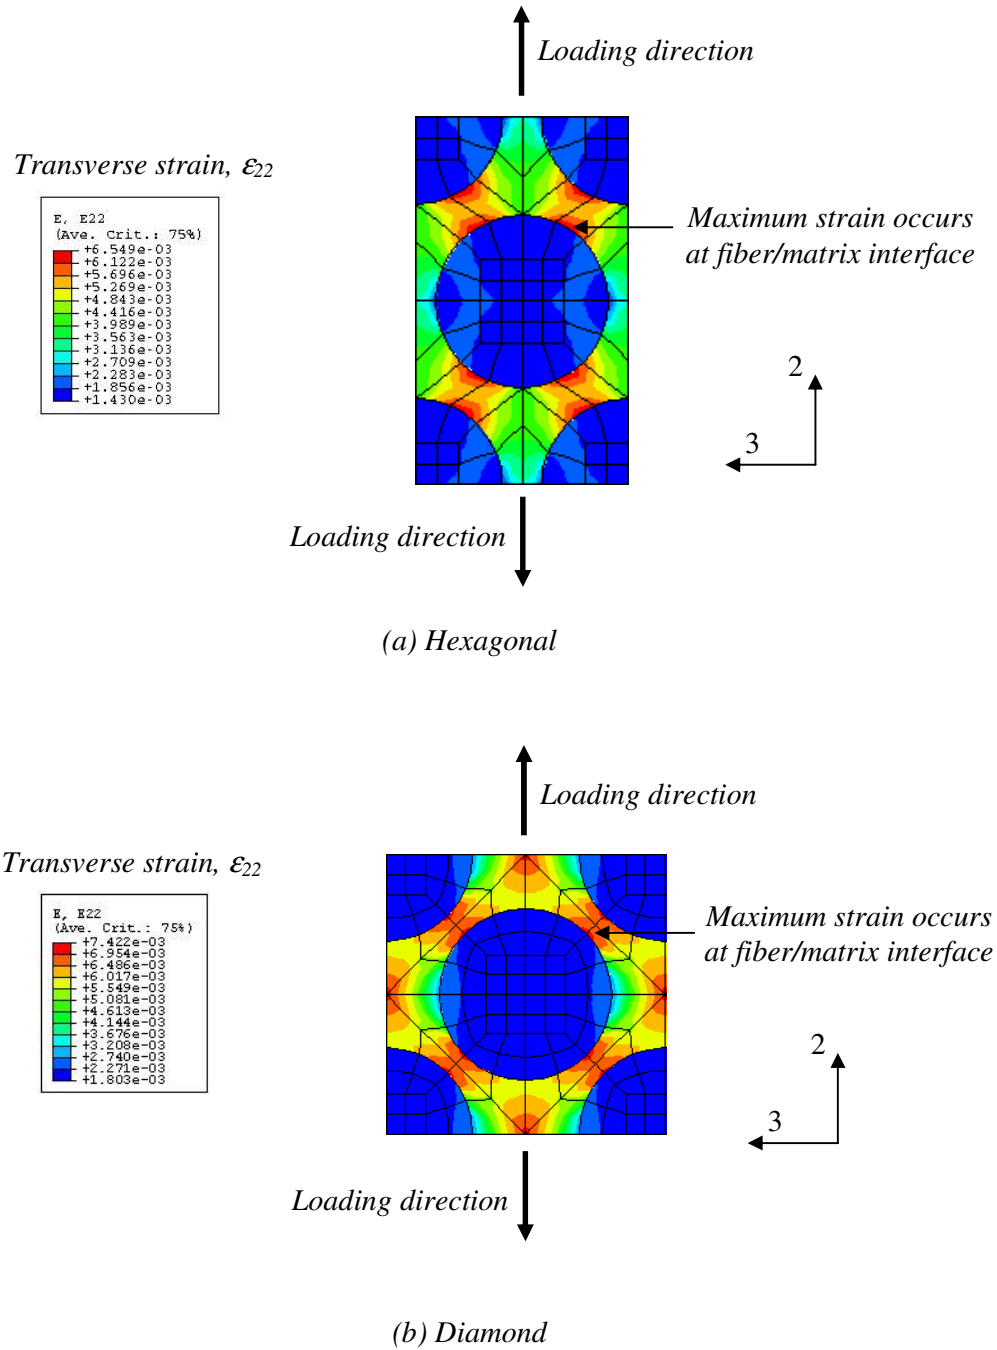 Loading direction
Transverse strain, ε22
E, E22
(Ave. Crit.: 75%)
+6.549e-03
+6.122e-03
+5.696e-03
+5.269e-03
+4.843e-03
+4.416e-03
+3.989e-03
+3.563e-03
+3.136e-03
+2.709e-03
+2.283e-03
+1.856e-03
+1.430e-03
Maximum strain occurs
at fiber/matrix interface
2
3
Loading direction
(a) Hexagonal
Loading direction
Transverse strain, ε22
E, E22
(Ave. Crit.: 75%)
+7.422e-03
+6.954e-03
+6.486e-03
+6.017e-03
+5.549e-03
+5.081e-03
+4.613e-03
+4.144e-03
+3.676e-03
+3.208e-03
+2.740e-03
+2.271e-03
+1.803e-03
Maximum strain occurs
at fiber/matrix interface
2
3
Loading direction
(b) Diamond